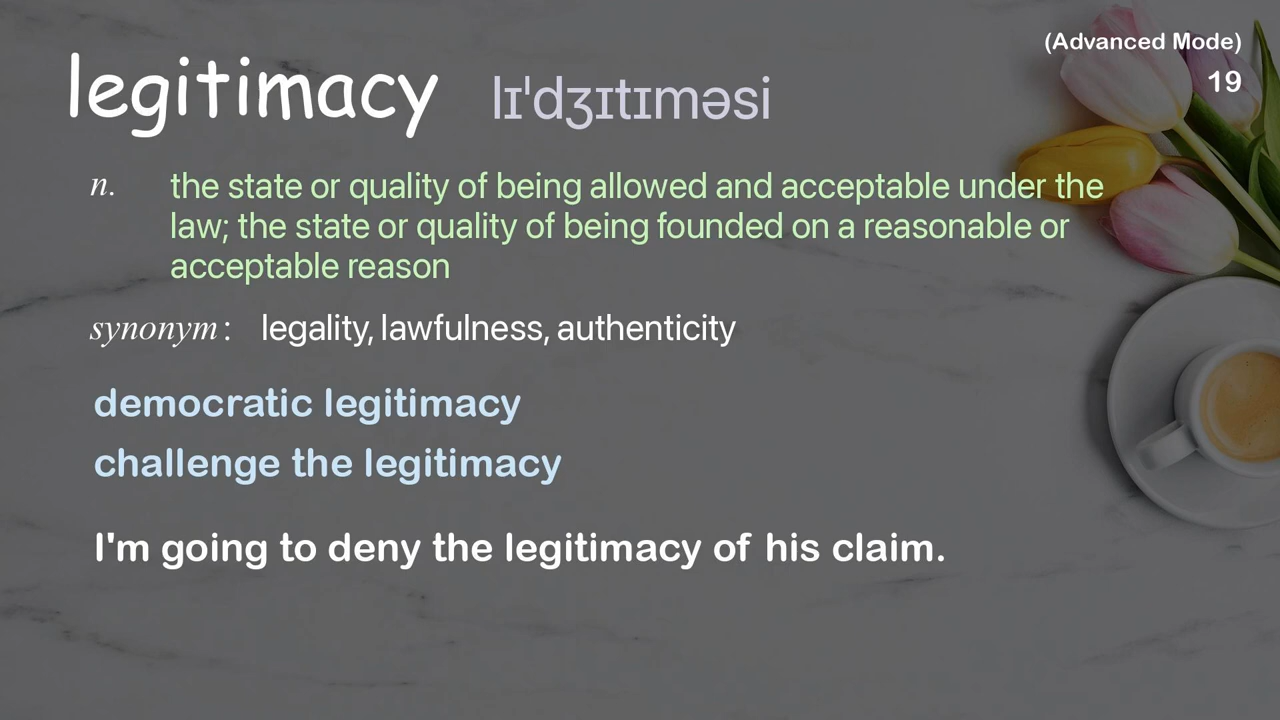 (Advanced Mode)
legitimacy lɪˈdʒɪtɪməsi
19
n. the state or quality of being allowed and acceptable under the
law; the state or quality of being founded on a reasonable or
acceptable reason
synonym: legality, lawfulness, authenticity
democratic legitimacy
challenge the legitimacy
I'm going to deny the legitimacy of his claim.